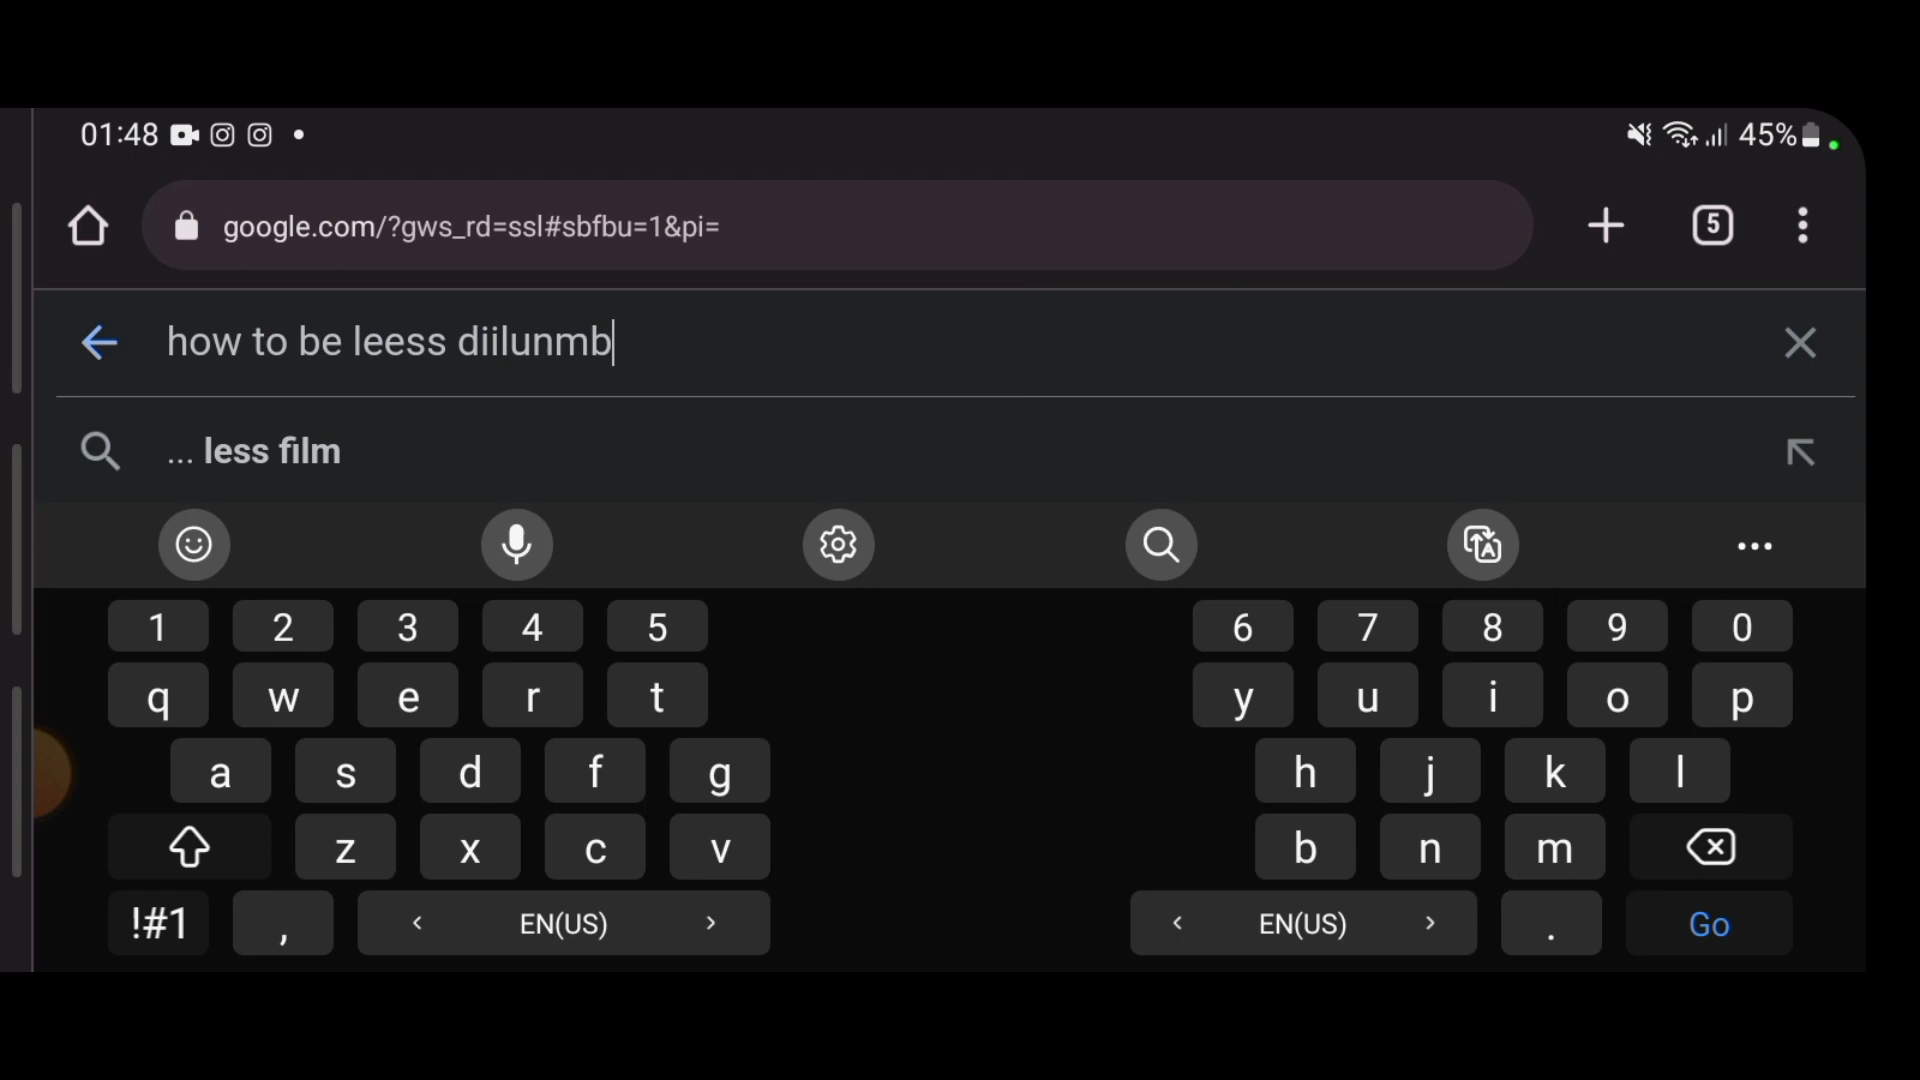 01:48 45%
google.com/?gws_rd=ssl#sbfbu=1&pi= 5
how to be leess diilunmb
... less film
1 2 3 4 5 6 7 8 9 0
q w e r t y u i o p
a s d f g h j k l
z x c v b n m
!#1 , < EN(US) > < EN(US) > . Go